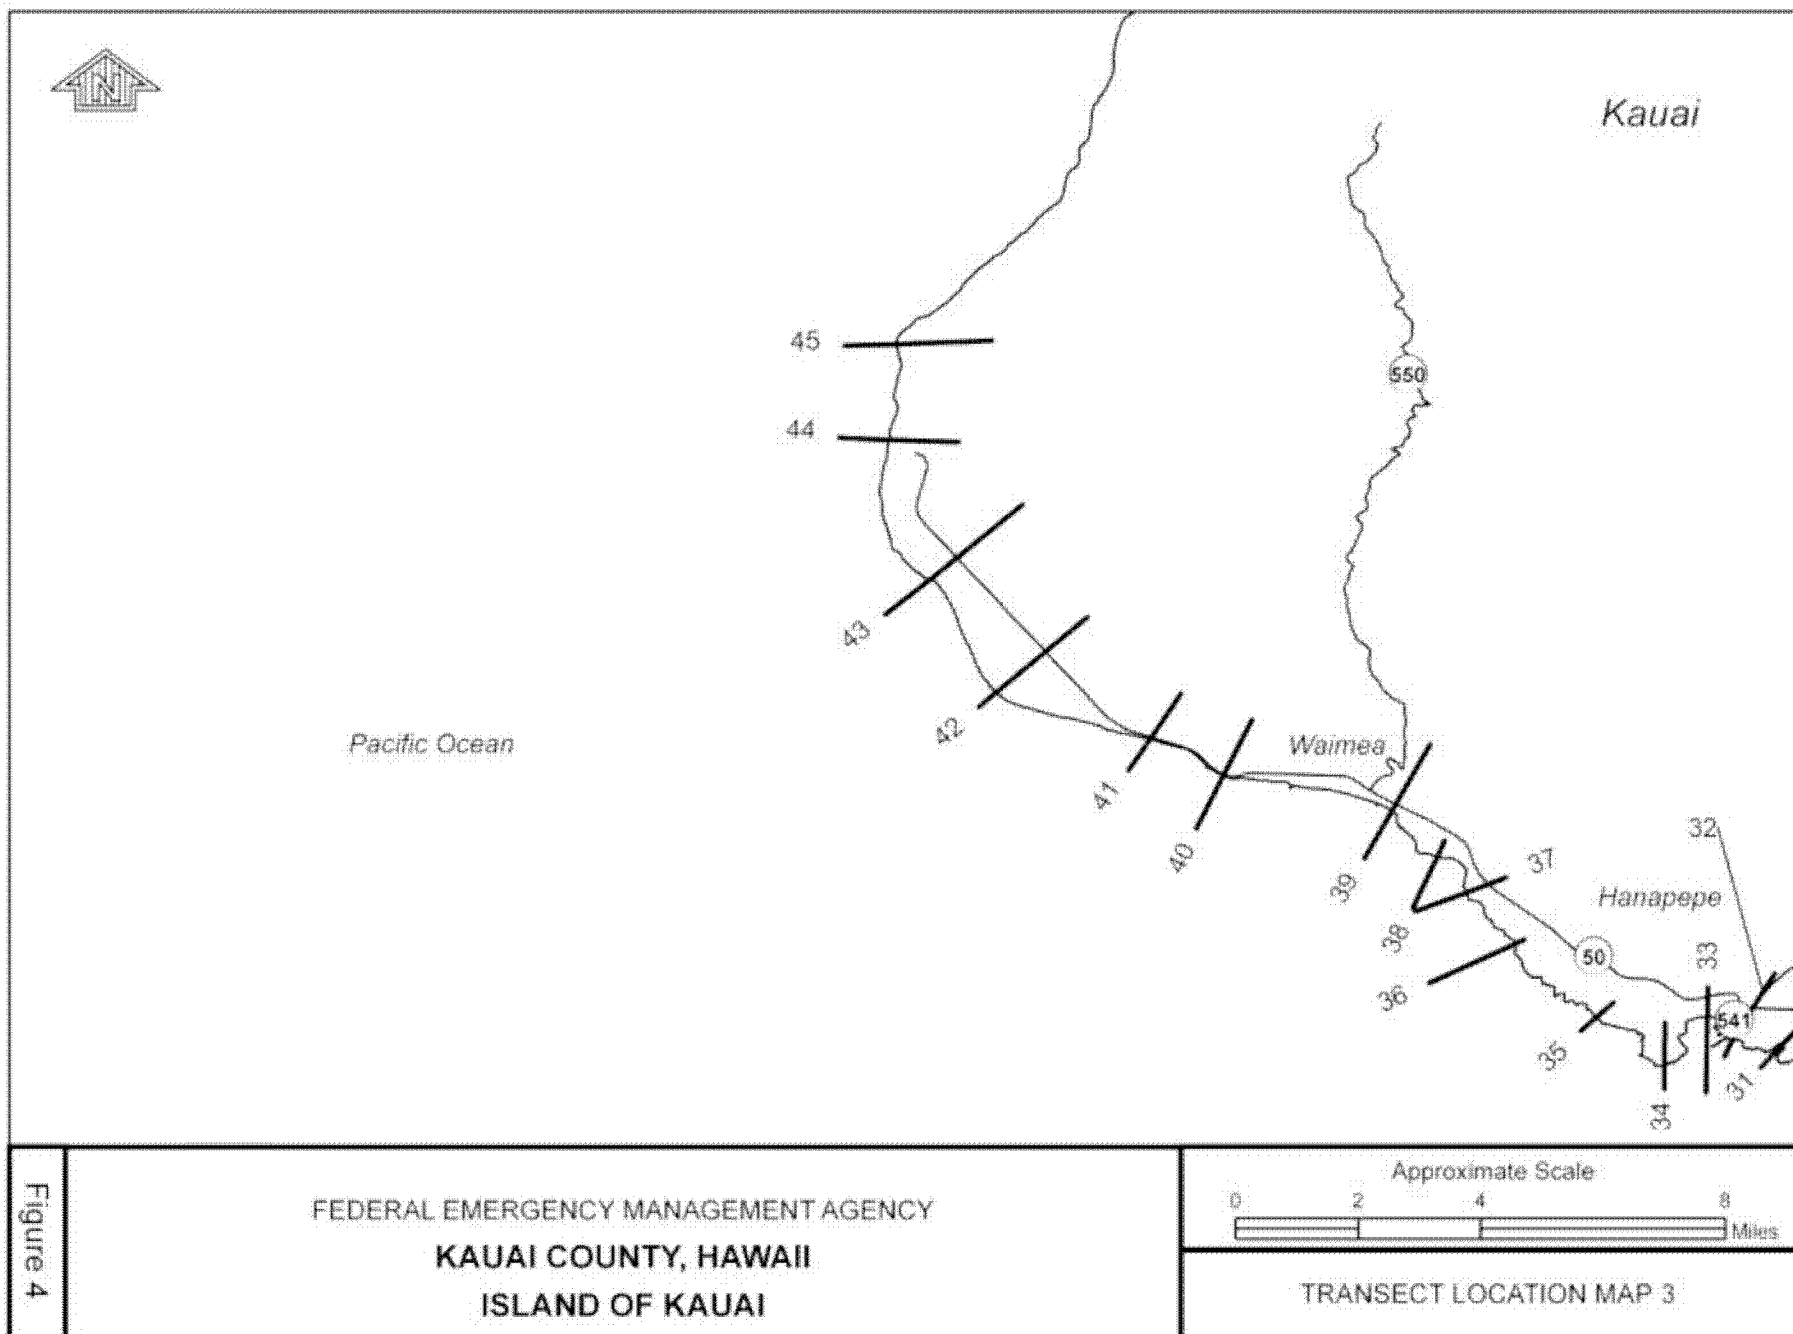 N
Kauai
45
550
44
43
Pacific Ocean
42
Waimea
41
40
32
37
39
Hanapepe
38
33
50
36
541
35
31
34
Figure 4
FEDERAL EMERGENCY MANAGEMENT AGENCY
KAUAI COUNTY, HAWAII
ISLAND OF KAUAI
Approximate Scale
0 2 4 8
Miles
TRANSECT LOCATION MAP 3